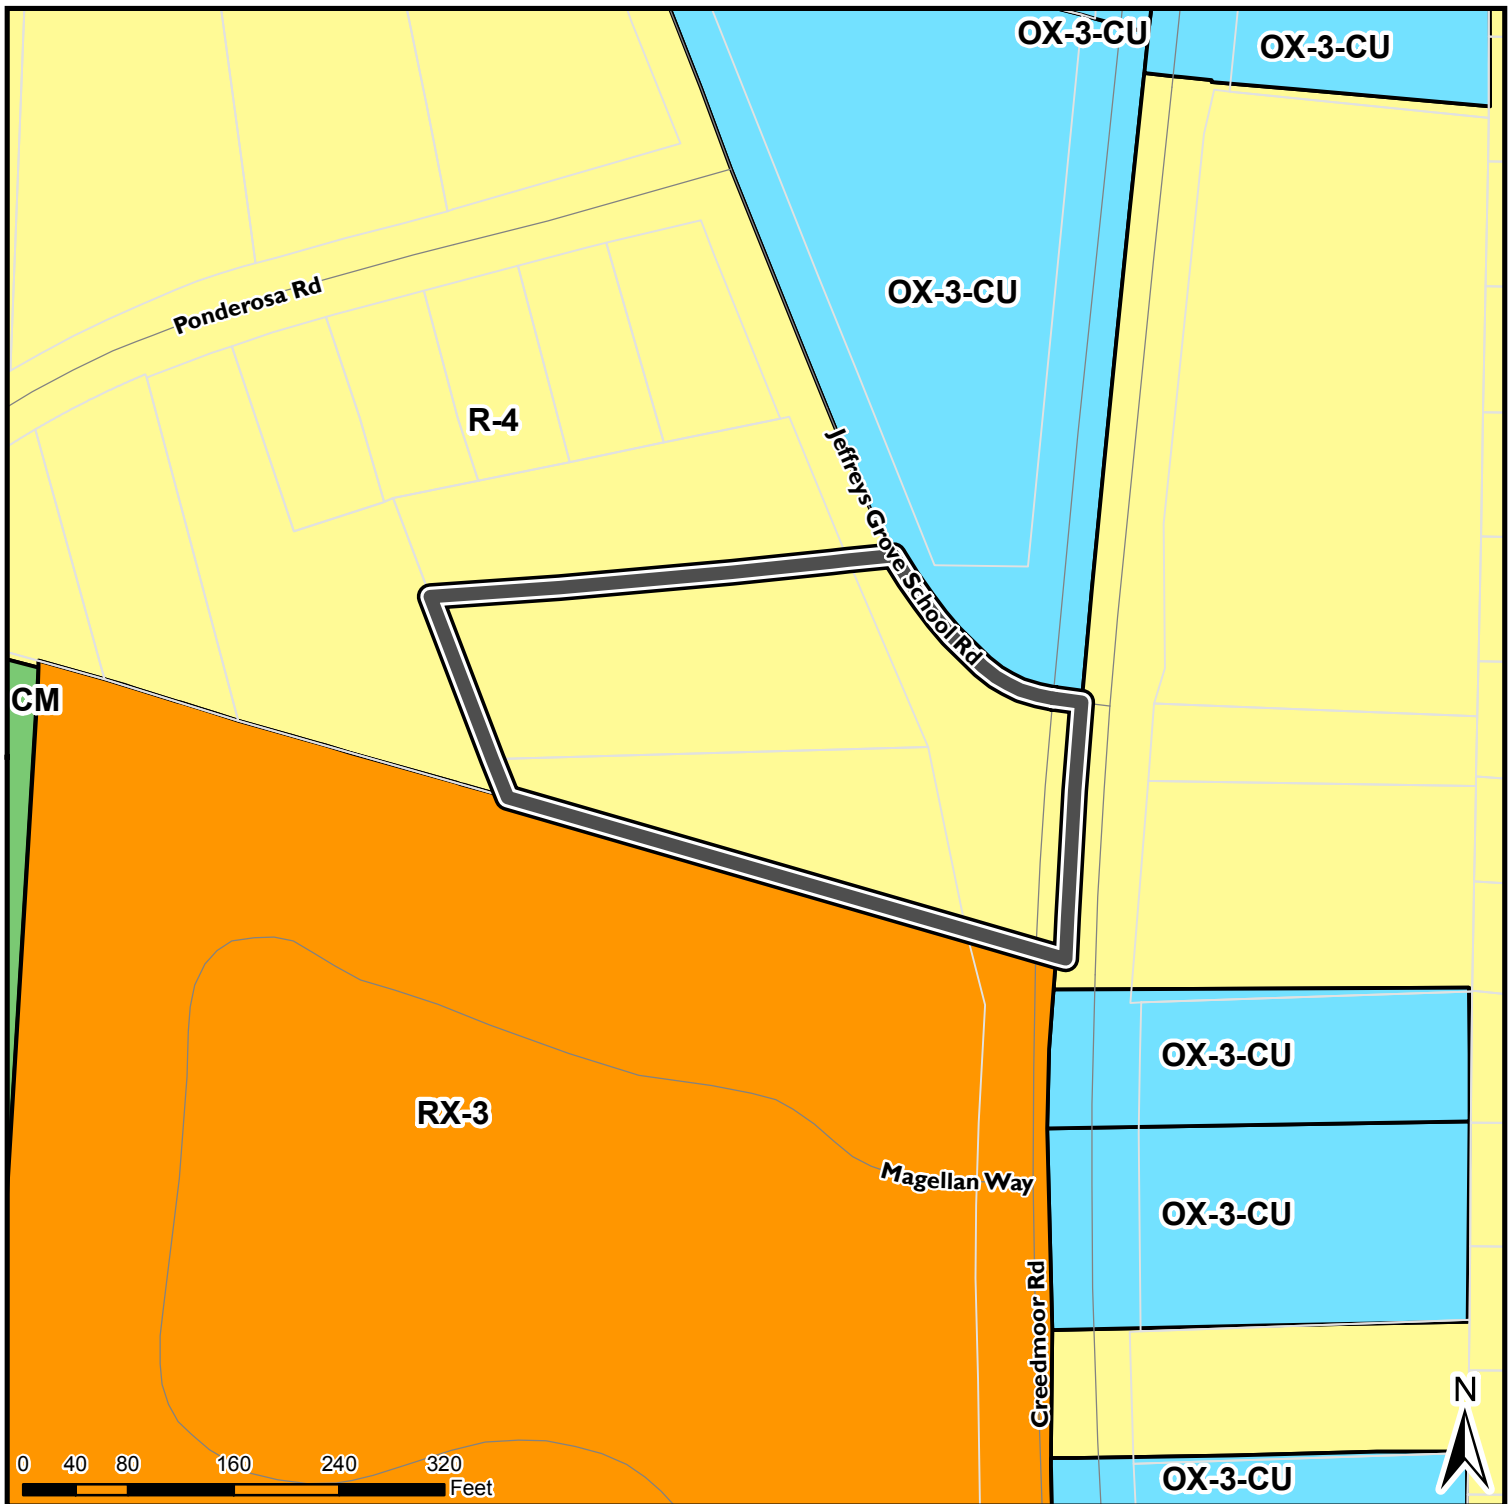 OX-3-CU
OX-3-CU
OX-3-CU
Ponderosa Rd
R-4
Jeffreys Grove School Rd
CM
OX-3-CU
RX-3
Magellan Way
OX-3-CU
Creedmoor Rd
N
0 40 80 160 240 320
Feet
OX-3-CU